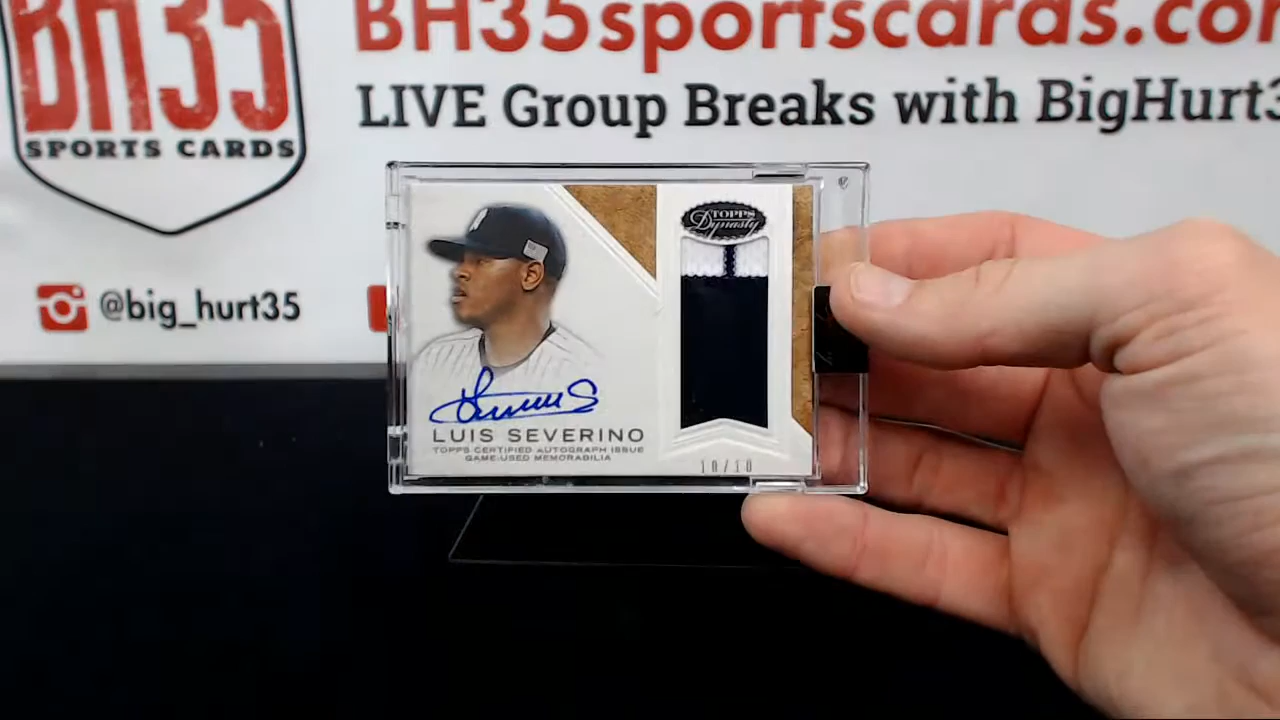 BH35
SPORTS CARDS
BH35sportscards.co
LIVE Group Breaks with BigHurt3
@big_hurt35
TOPPS
Dynasty
LUIS SEVERINO
TOPPS CERTIFIED AUTOGRAPH ISSUE
GAME-USED MEMORABILIA
10/10